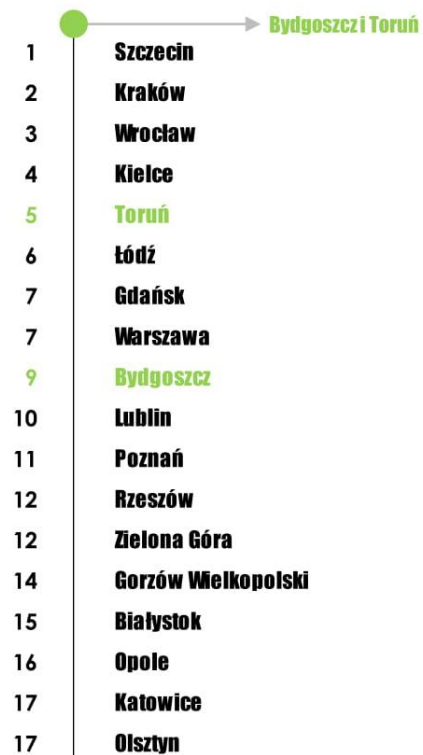 Bydgoszcz i Toruń
1 Szczecin
2 Kraków
3 Wrocław
4 Kielce
5 Toruń
6 Łódź
7 Gdańsk
7 Warszawa
9 Bydgoszcz
10 Lublin
11 Poznań
12 Rzeszów
12 Zielona Góra
14 Gorzów Wielkopolski
15 Białystok
16 Opole
17 Katowice
17 Olsztyn